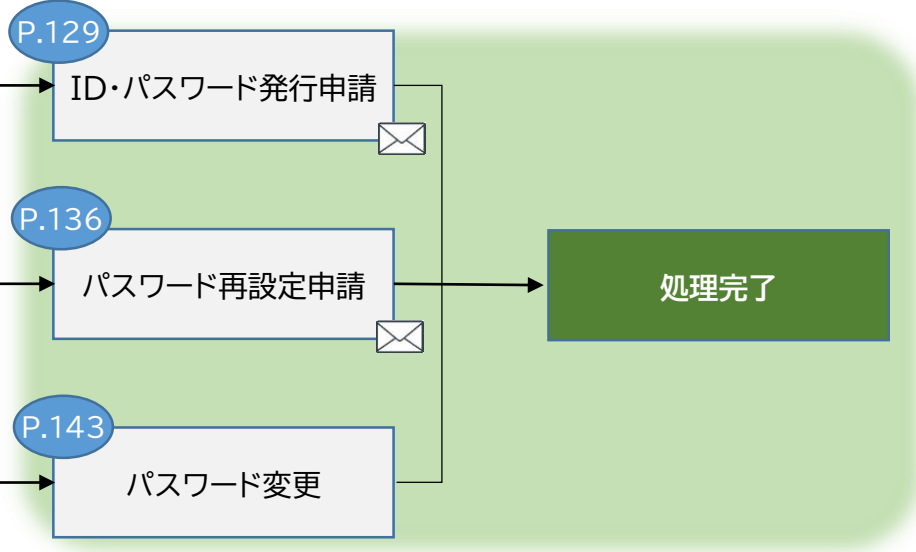 P.129
ID・パスワード発行申請
P.136
パスワード再設定申請
処理完了
P.143
パスワード変更